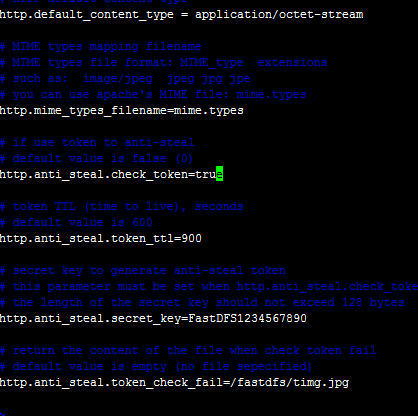 http.default_content_type = application/octet-stream
# MIME types mapping filename
# MIME types file format: MIME_type extensions
# such as: image/jpeg jpeg jpg jpe
# you can use apache's MIME file: mime.types
http.mime_types_filename=mime.types
# if use token to anti-steal
# default value is false (0)
http.anti_steal.check_token=true
# token TTL (time to live), seconds
# default value is 600
http.anti_steal.token_ttl=900
# secret key to generate anti-steal token
# this parameter must be set when http.anti_steal.check_toke
# the length of the secret key should not exceed 128 bytes
http.anti_steal.secret_key=FastDFS1234567890
# return the content of the file when check token fail
# default value is empty (no file sepecified)
http.anti_steal.token_check_fail=/fastdfs/timg.jpg